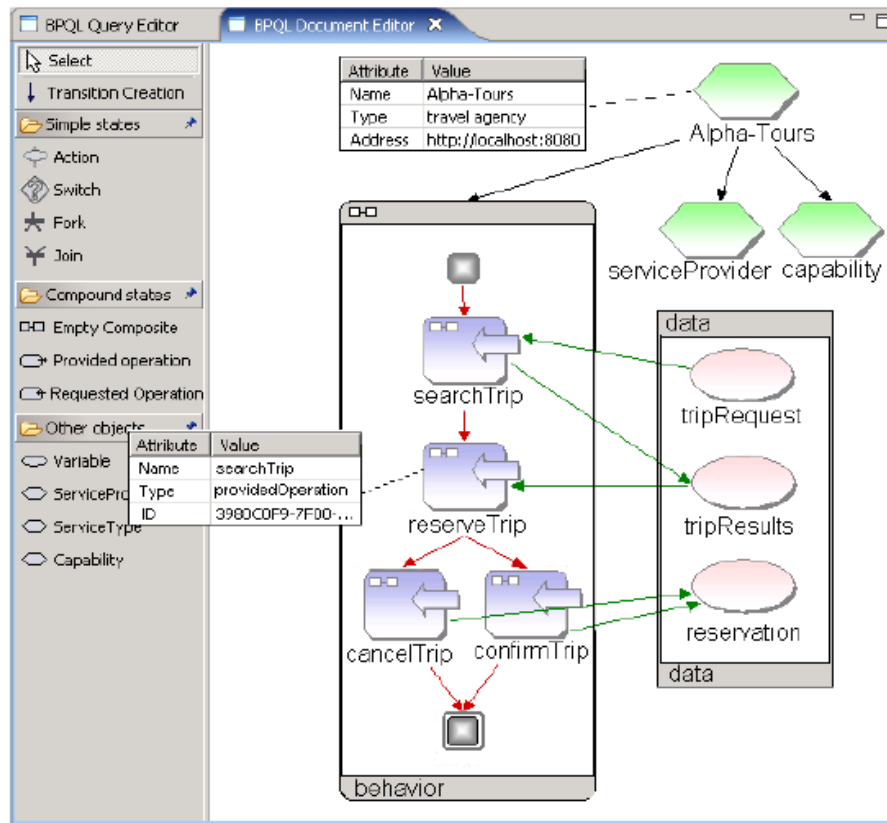 BPQL Query Editor
BPQL Document Editor
Select
Transition Creation
Simple states
Action
Switch
Fork
Join
Compound states
Empty Composite
Provided operation
Requested Operation
Other objects
Variable
ServicePro
ServiceType
Capability
Attribute Value
Name Alpha-Tours
Type travel agency
Address http://localhost:8080
Alpha-Tours
serviceProvider
capability
searchTrip
Attribute Value
Name searchTrip
Type providedOperation
ID 3980C0F9-7F00-...
reserveTrip
cancelTrip
confirmTrip
behavior
data
tripRequest
tripResults
reservation
data